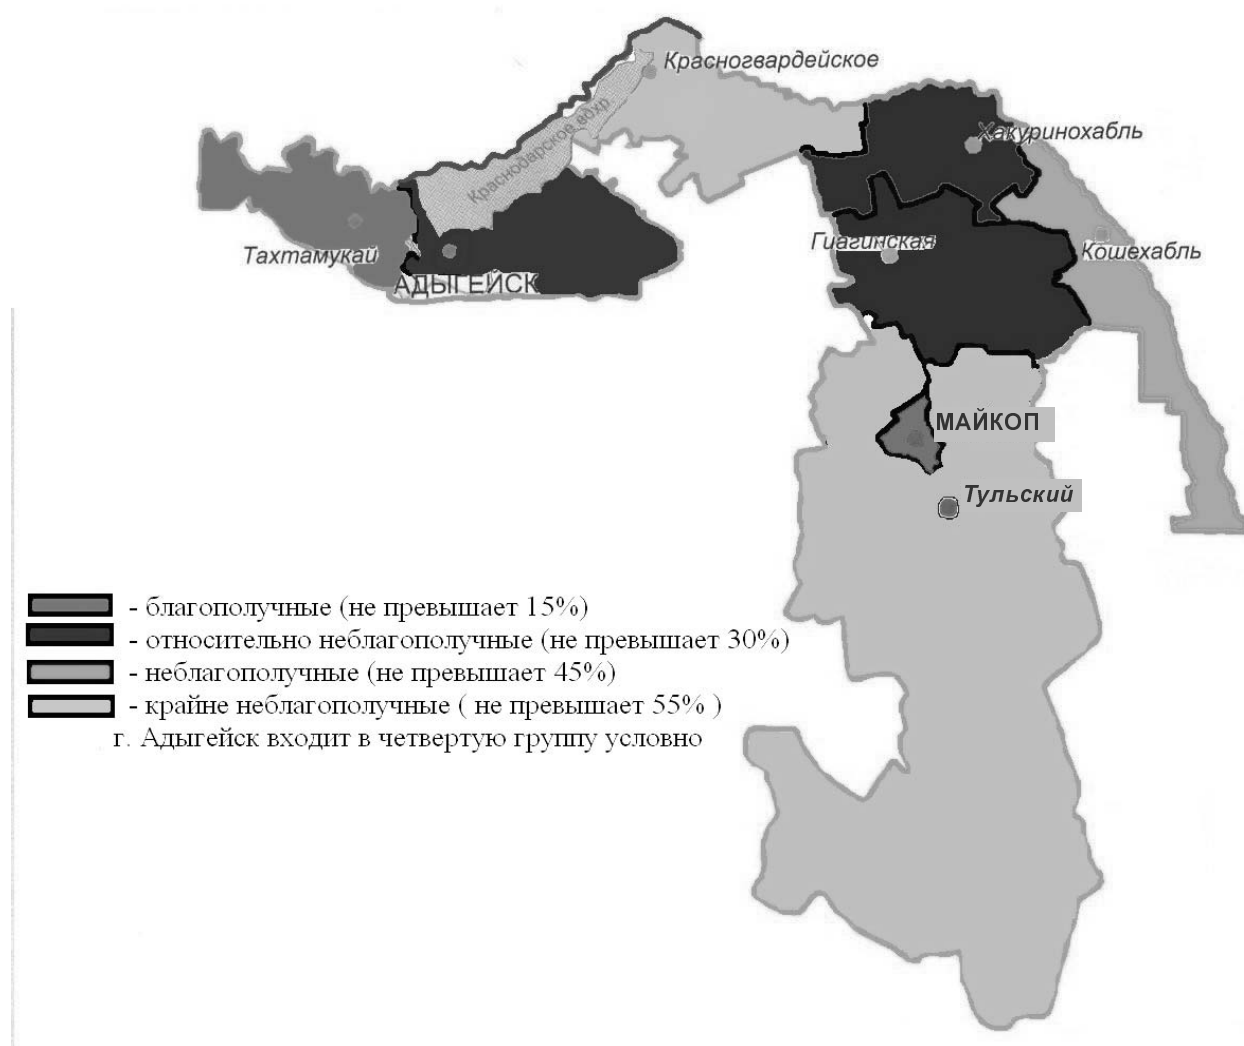 Красногвардейское
Краснодарское вдхр
Хакуринохабль
Тахтамукай
Гиагинская
Кошехабль
АДЫГЕЙСК
МАЙКОП
Тульский
- благополучные (не превышает 15%)
- относительно неблагополучные (не превышает 30%)
- неблагополучные (не превышает 45%)
- крайне неблагополучные ( не превышает 55% )
г. Адыгейск входит в четвертую группу условно